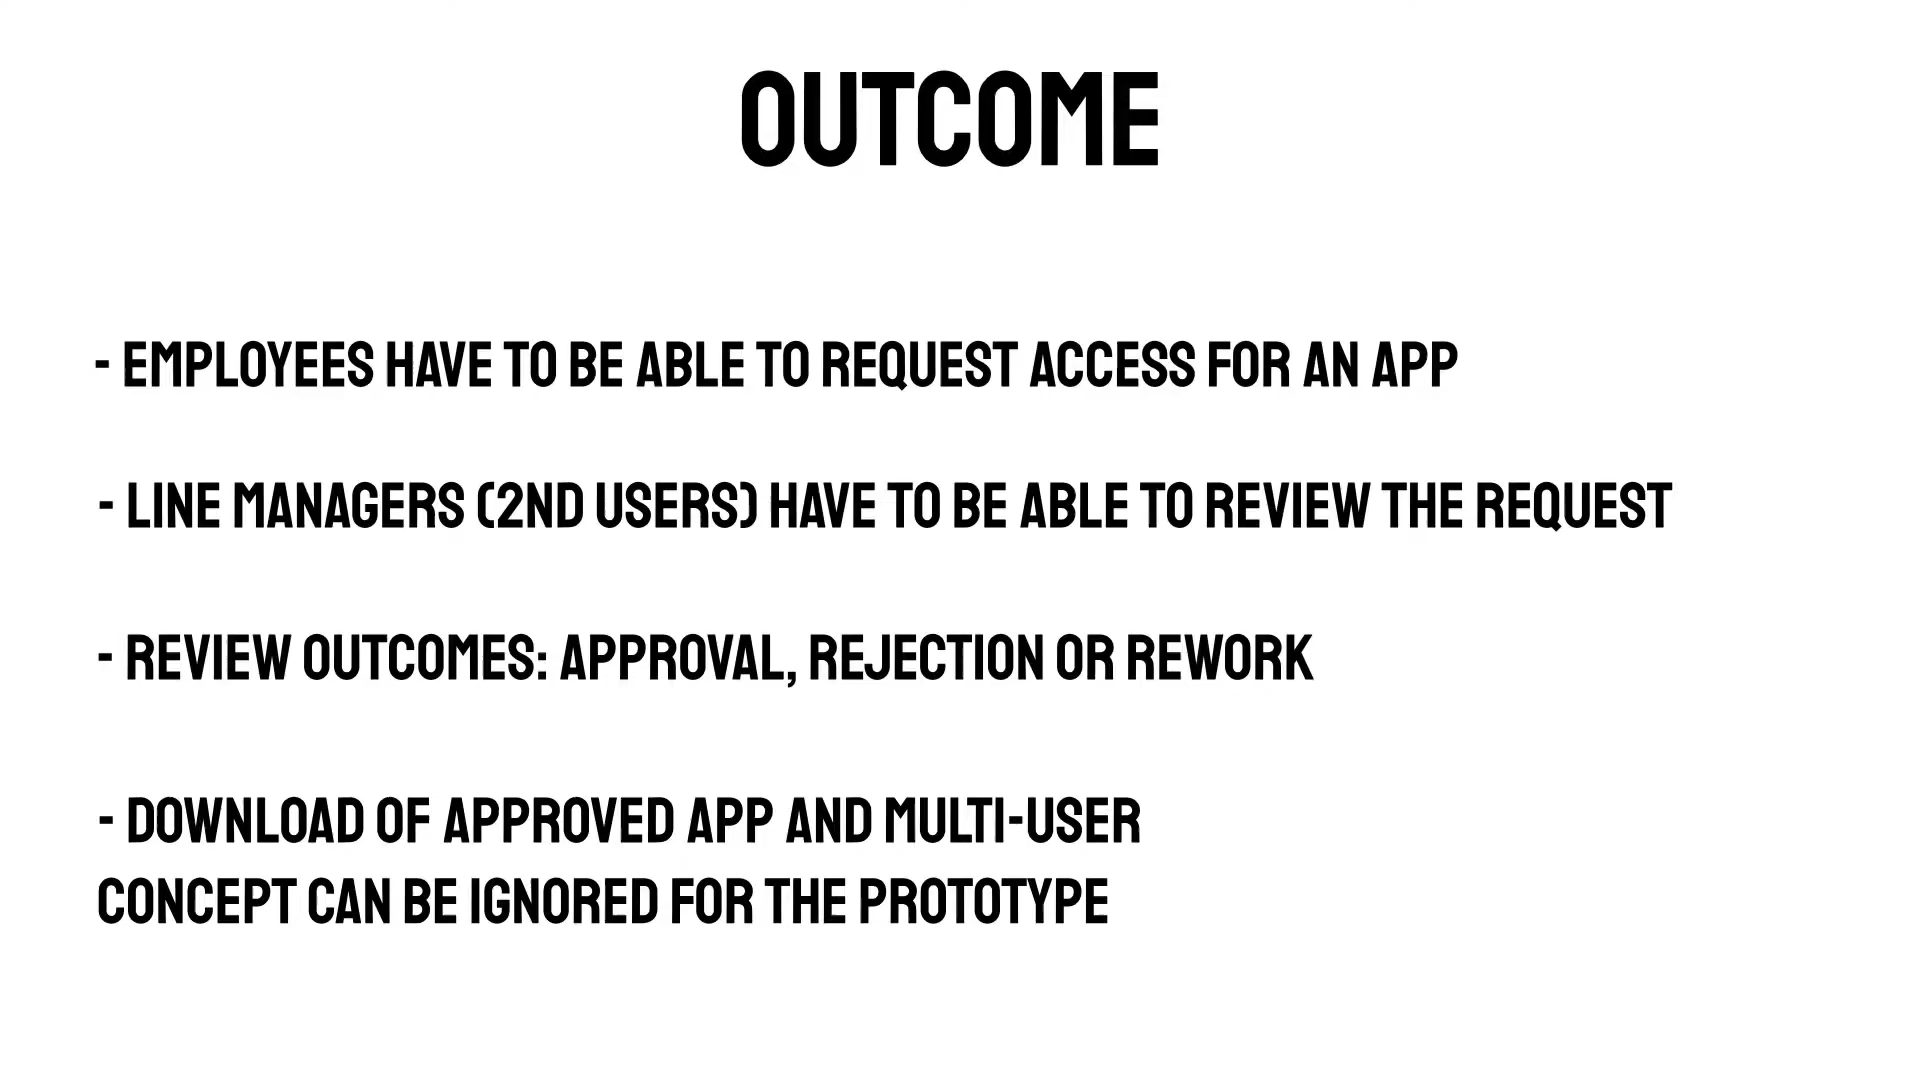 OUTCOME
- EMPLOYEES HAVE TO BE ABLE TO REQUEST ACCESS FOR AN APP
- LINE MANAGERS (2ND USERS) HAVE TO BE ABLE TO REVIEW THE REQUEST
- REVIEW OUTCOMES: APPROVAL, REJECTION OR REWORK
- DOWNLOAD OF APPROVED APP AND MULTI-USER
CONCEPT CAN BE IGNORED FOR THE PROTOTYPE